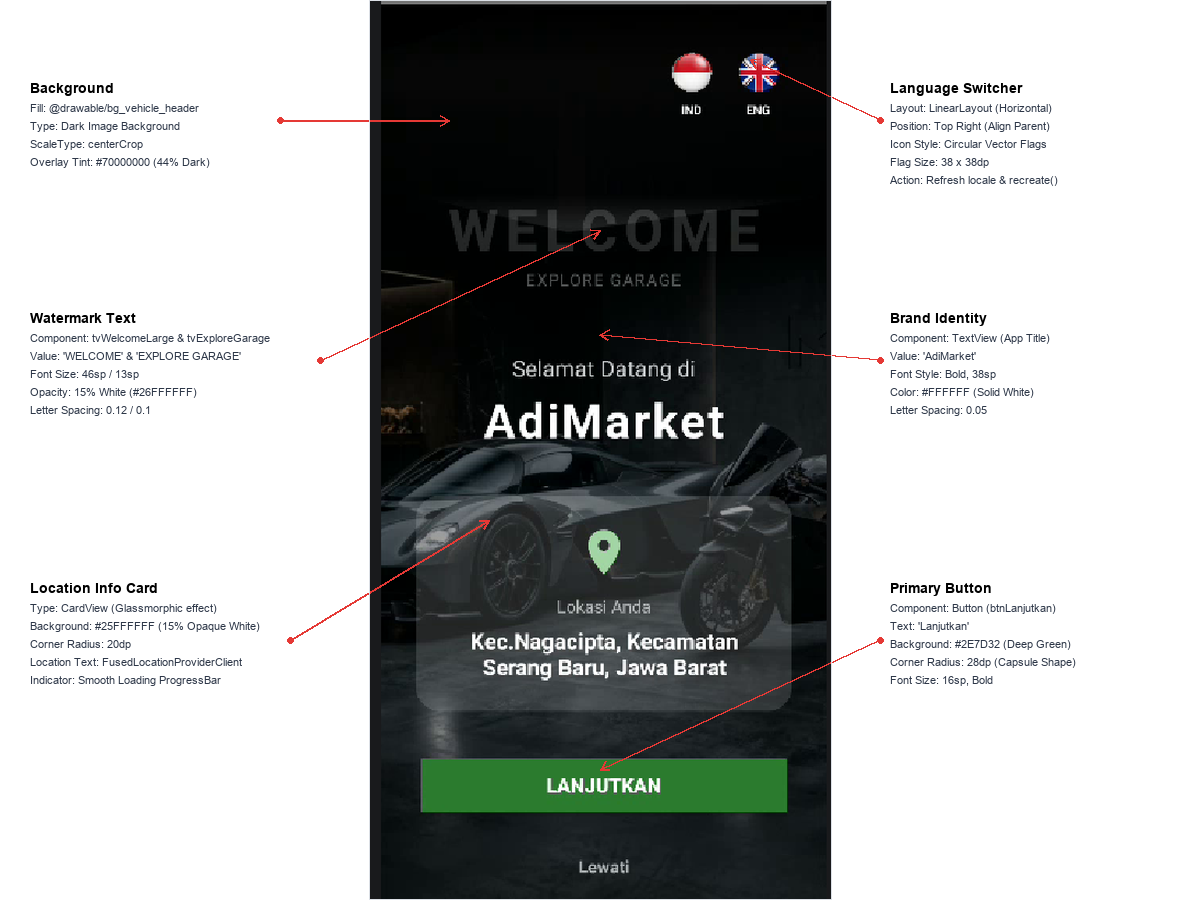 Background
Fill: @drawable/bg_vehicle_header
Type: Dark Image Background
ScaleType: centerCrop
Overlay Tint: #70000000 (44% Dark)
Watermark Text
Component: tvWelcomeLarge & tvExploreGarage
Value: 'WELCOME' & 'EXPLORE GARAGE'
Font Size: 46sp / 13sp
Opacity: 15% White (#26FFFFFF)
Letter Spacing: 0.12 / 0.1
Location Info Card
Type: CardView (Glassmorphic effect)
Background: #25FFFFFF (15% Opaque White)
Corner Radius: 20dp
Location Text: FusedLocationProviderClient
Indicator: Smooth Loading ProgressBar
IND
ENG
WELCOME
EXPLORE GARAGE
Selamat Datang di
AdiMarket
Lokasi Anda
Kec.Nagacipta, Kecamatan
Serang Baru, Jawa Barat
LANJUTKAN
Lewati
Language Switcher
Layout: LinearLayout (Horizontal)
Position: Top Right (Align Parent)
Icon Style: Circular Vector Flags
Flag Size: 38 x 38dp
Action: Refresh locale & recreate()
Brand Identity
Component: TextView (App Title)
Value: 'AdiMarket'
Font Style: Bold, 38sp
Color: #FFFFFF (Solid White)
Letter Spacing: 0.05
Primary Button
Component: Button (btnLanjutkan)
Text: 'Lanjutkan'
Background: #2E7D32 (Deep Green)
Corner Radius: 28dp (Capsule Shape)
Font Size: 16sp, Bold